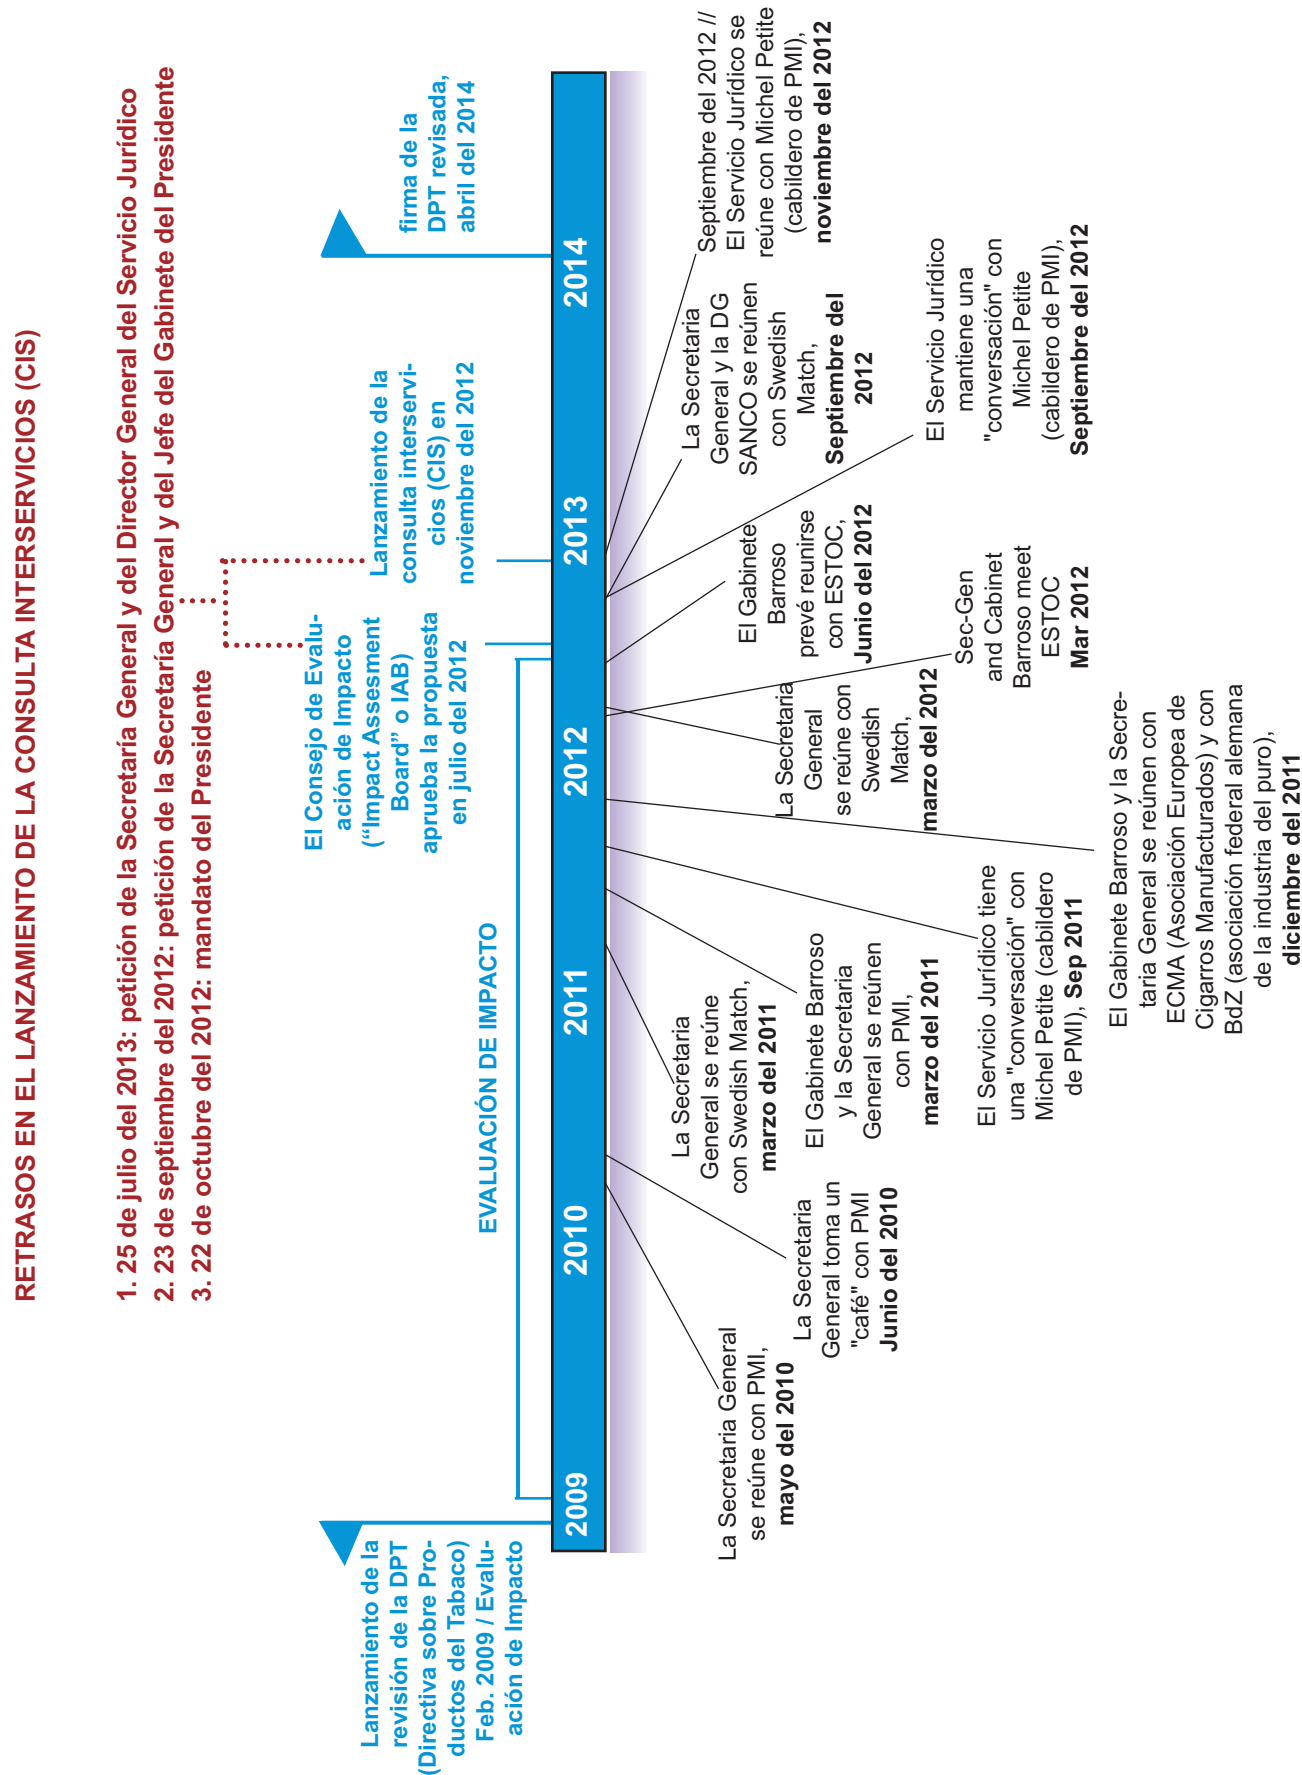 RETRASOS EN EL LANZAMIENTO DE LA CONSULTA INTERSERVICIOS (CIS)
1. 25 de julio del 2013: petición de la Secretaría General y del Director General del Servicio Jurídico
2. 23 de septiembre del 2012: petición de la Secretaría General y del Jefe del Gabinete del Presidente
3. 22 de octubre del 2012: mandato del Presidente
Lanzamiento de la
revisión de la DPT
(Directiva sobre Pro-
ductos del Tabaco)
Feb. 2009 / Evalu-
ación de Impacto
EVALUACIÓN DE IMPACTO
El Consejo de Evalu-
ación de Impacto
(“Impact Assesment
Board” o IAB)
aprueba la propuesta
en julio del 2012
Lanzamiento de la
consulta interservi-
cios (CIS) en
noviembre del 2012
firma de la
DPT revisada,
abril del 2014
2009
2010
2011
2012
2013
2014
La Secretaria General
se reúne con PMI,
mayo del 2010
La Secretaria
General toma un
"café" con PMI
Junio del 2010
La Secretaria
General se reúne
con Swedish Match,
marzo del 2011
El Gabinete Barroso
y la Secretaria
General se reúnen
con PMI,
marzo del 2011
El Servicio Jurídico tiene
una "conversación" con
Michel Petite (cabildero
de PMI), Sep 2011
El Gabinete Barroso y la Secre-
taria General se reúnen con
ECMA (Asociación Europea de
Cigarros Manufacturados) y con
BdZ (asociación federal alemana
de la industria del puro),
diciembre del 2011
La Secretaria
General
se reúne con
Swedish
Match,
marzo del 2012
Sec-Gen
and Cabinet
Barroso meet
ESTOC
Mar 2012
El Gabinete
Barroso
prevé reunirse
con ESTOC,
Junio del 2012
La Secretaria
General y la DG
SANCO se reúnen
con Swedish
Match,
Septiembre del
2012
El Servicio Jurídico
mantiene una
"conversación" con
Michel Petite
(cabildero de PMI),
Septiembre del 2012
Septiembre del 2012 //
El Servicio Jurídico se
reúne con Michel Petite
(cabildero de PMI),
noviembre del 2012